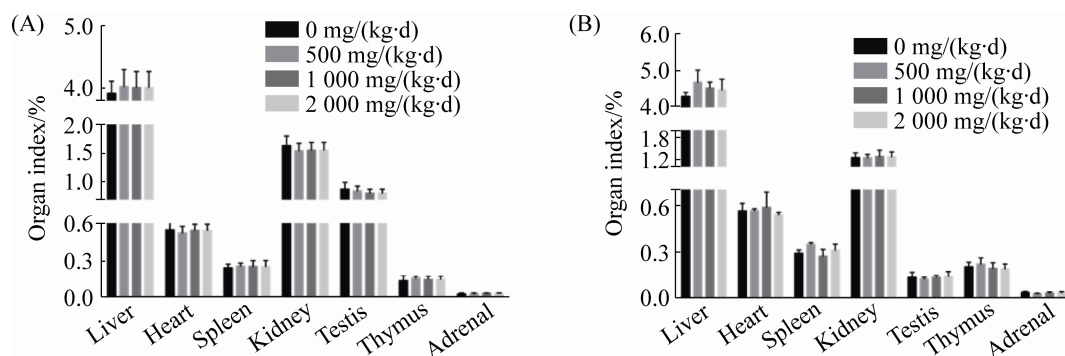 (A)
Organ index/%
5.0
4.0
2.0
1.5
1.0
0.6
0.3
0.0
0 mg/(kg·d)
500 mg/(kg·d)
1 000 mg/(kg·d)
2 000 mg/(kg·d)
Liver
Heart
Spleen
Kidney
Testis
Thymus
Adrenal
(B)
Organ index/%
6.0
5.0
4.0
1.8
1.2
0.6
0.3
0.0
0 mg/(kg·d)
500 mg/(kg·d)
1 000 mg/(kg·d)
2 000 mg/(kg·d)
Liver
Heart
Spleen
Kidney
Testis
Thymus
Adrenal